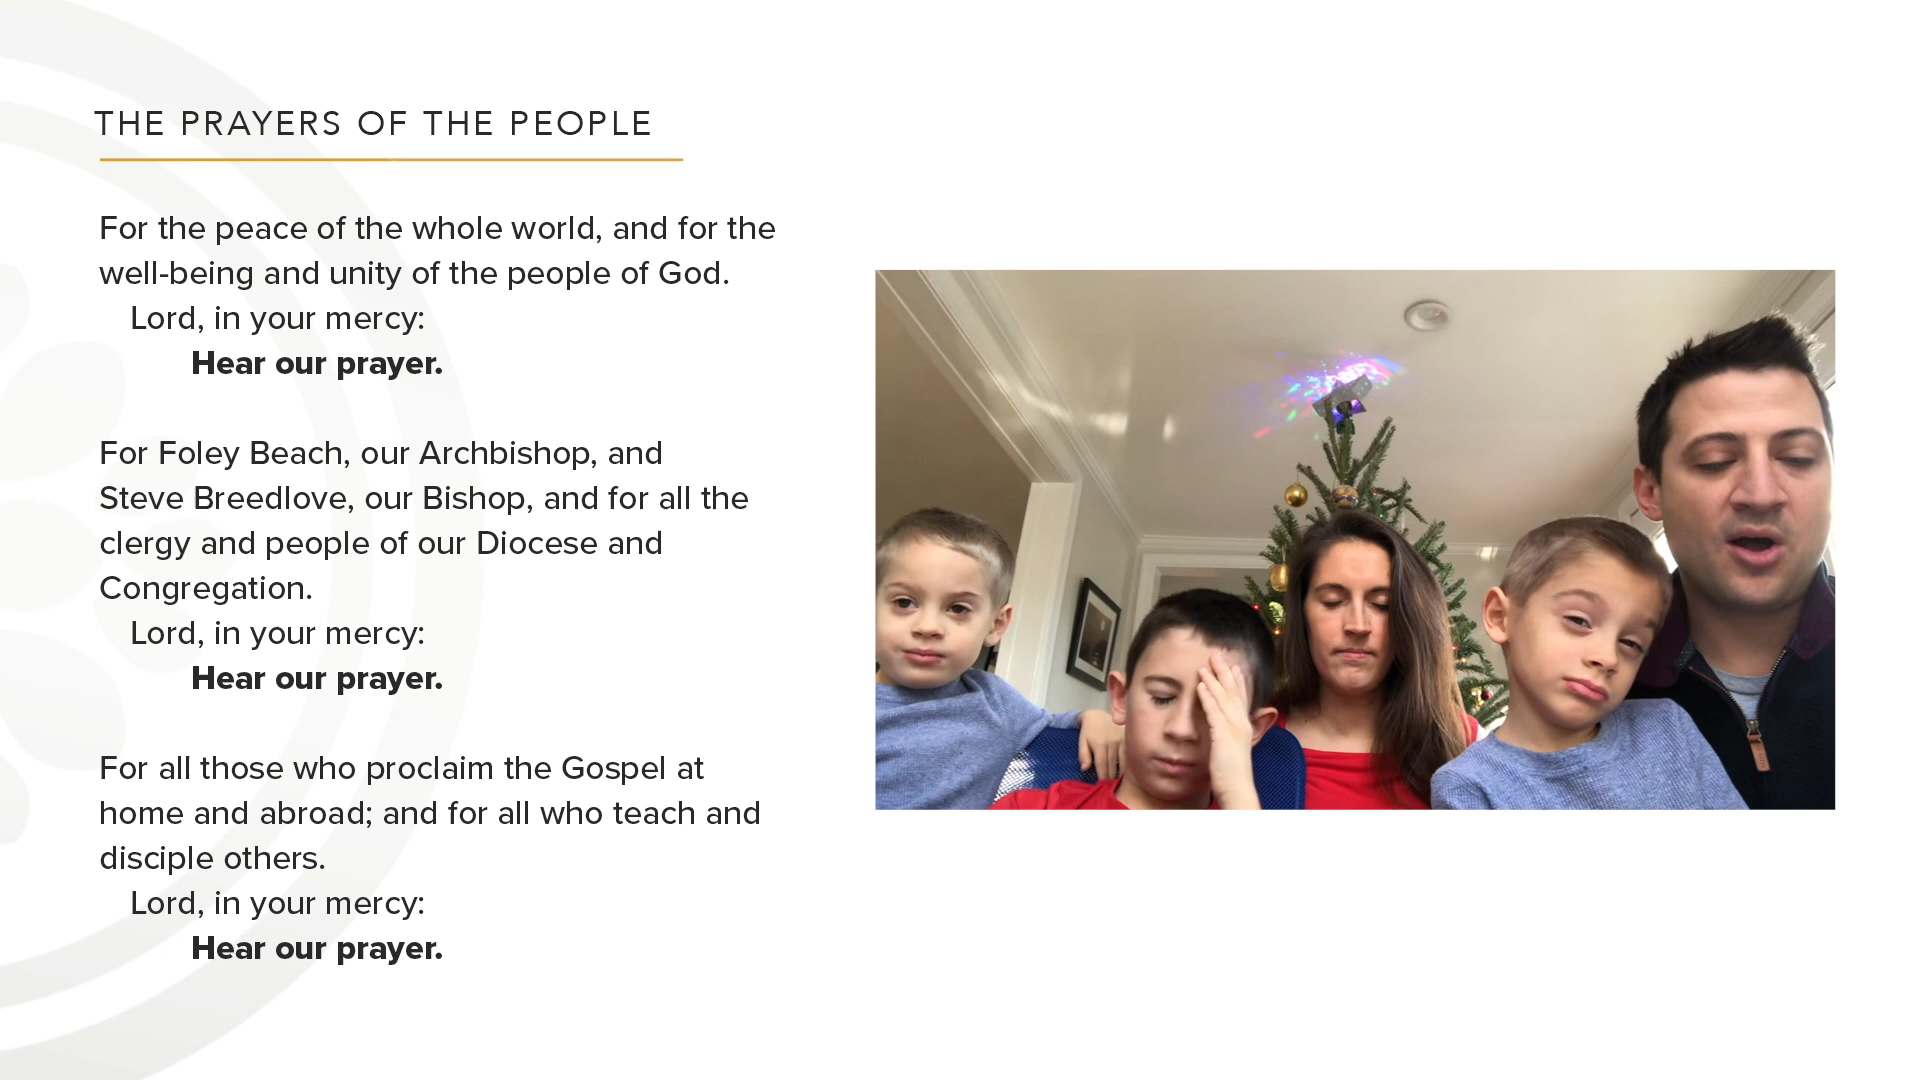 THE PRAYERS OF THE PEOPLE
For the peace of the whole world, and for the
well-being and unity of the people of God.
Lord, in your mercy:
Hear our prayer.
For Foley Beach, our Archbishop, and
Steve Breedlove, our Bishop, and for all the
clergy and people of our Diocese and
Congregation.
Lord, in your mercy:
Hear our prayer.
For all those who proclaim the Gospel at
home and abroad; and for all who teach and
disciple others.
Lord, in your mercy:
Hear our prayer.